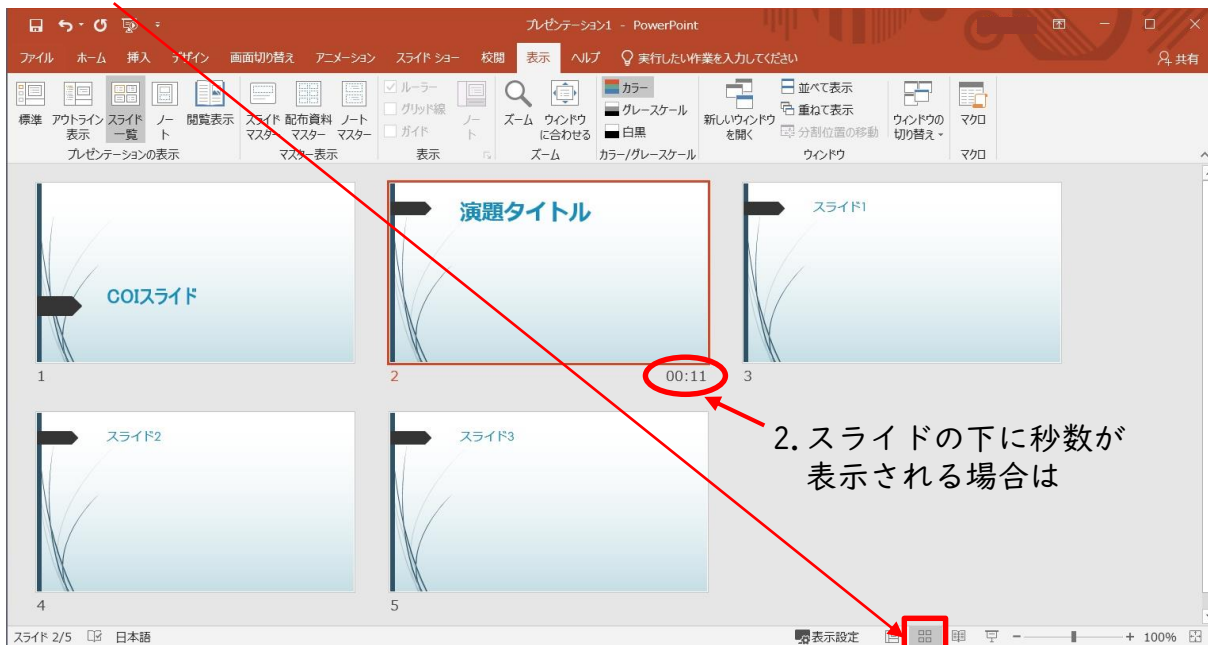 プレゼンテーション1 - PowerPoint
ファイル ホーム 挿入 デザイン 画面切り替え アニメーション スライド ショー 校閲 表示 ヘルプ 実行したい作業を入力してください 共有
標準 アウトライン表示 スライド一覧 ノート 閲覧表示 スライドマスター 配布資料マスター ノートマスター
ルーラー
グリッド線
ガイド
ノート
ズーム ウィンドウに合わせる
カラー
グレースケール
白黒
新しいウィンドウを開く
並べて表示
重ねて表示
分割位置の移動
ウィンドウの切り替え
マクロ
プレゼンテーションの表示 マスター表示 表示 ズーム カラー/グレースケール ウィンドウ マクロ
COIスライド
1
演題タイトル
2 00:11
スライド1
3
2.スライドの下に秒数が
表示される場合は
スライド2
4
スライド3
5
スライド 2/5 日本語 表示設定 - + 100%